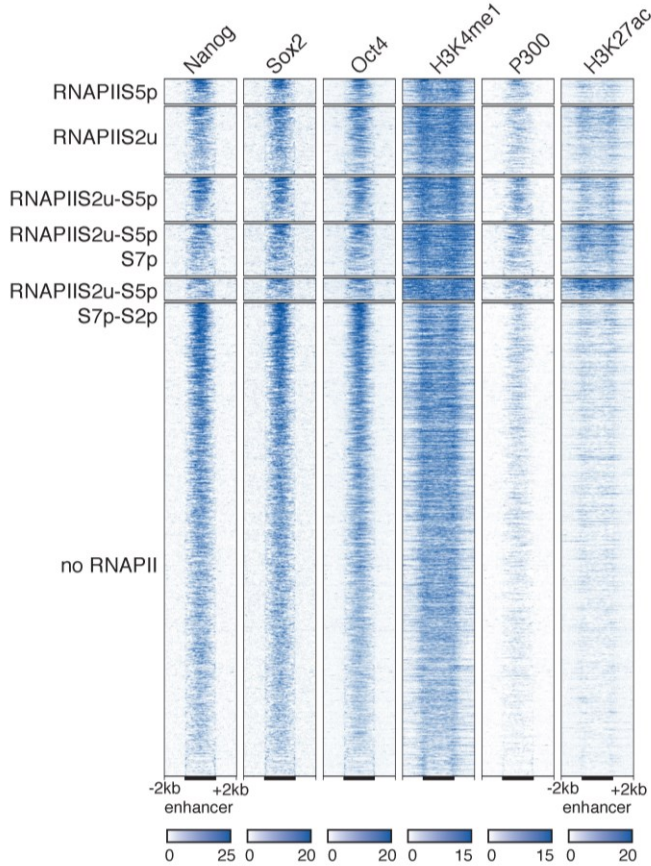 Nanog Sox2 Oct4 H3K4me1 P300 H3K27ac
RNAPIIS5p
RNAPIIS2u
RNAPIIS2u-S5p
RNAPIIS2u-S5p
S7p
RNAPIIS2u-S5p
S7p-S2p
no RNAPII
-2kb +2kb -2kb +2kb
enhancer enhancer
0 25 0 20 0 20 0 15 0 15 0 20